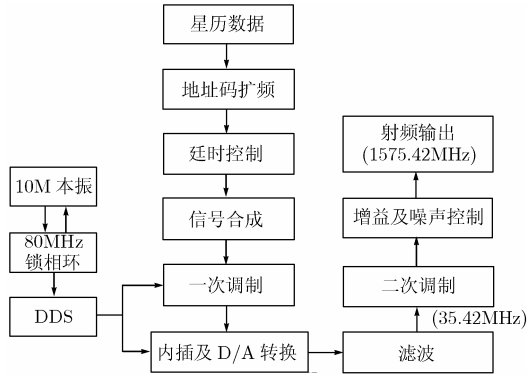 星历数据
地址码扩频
廷时控制
信号合成
一次调制
内插及 D/A 转换
10M 本振
80MHz
锁相环
DDS
射频输出
(1575.42MHz)
增益及噪声控制
二次调制
(35.42MHz)
滤波